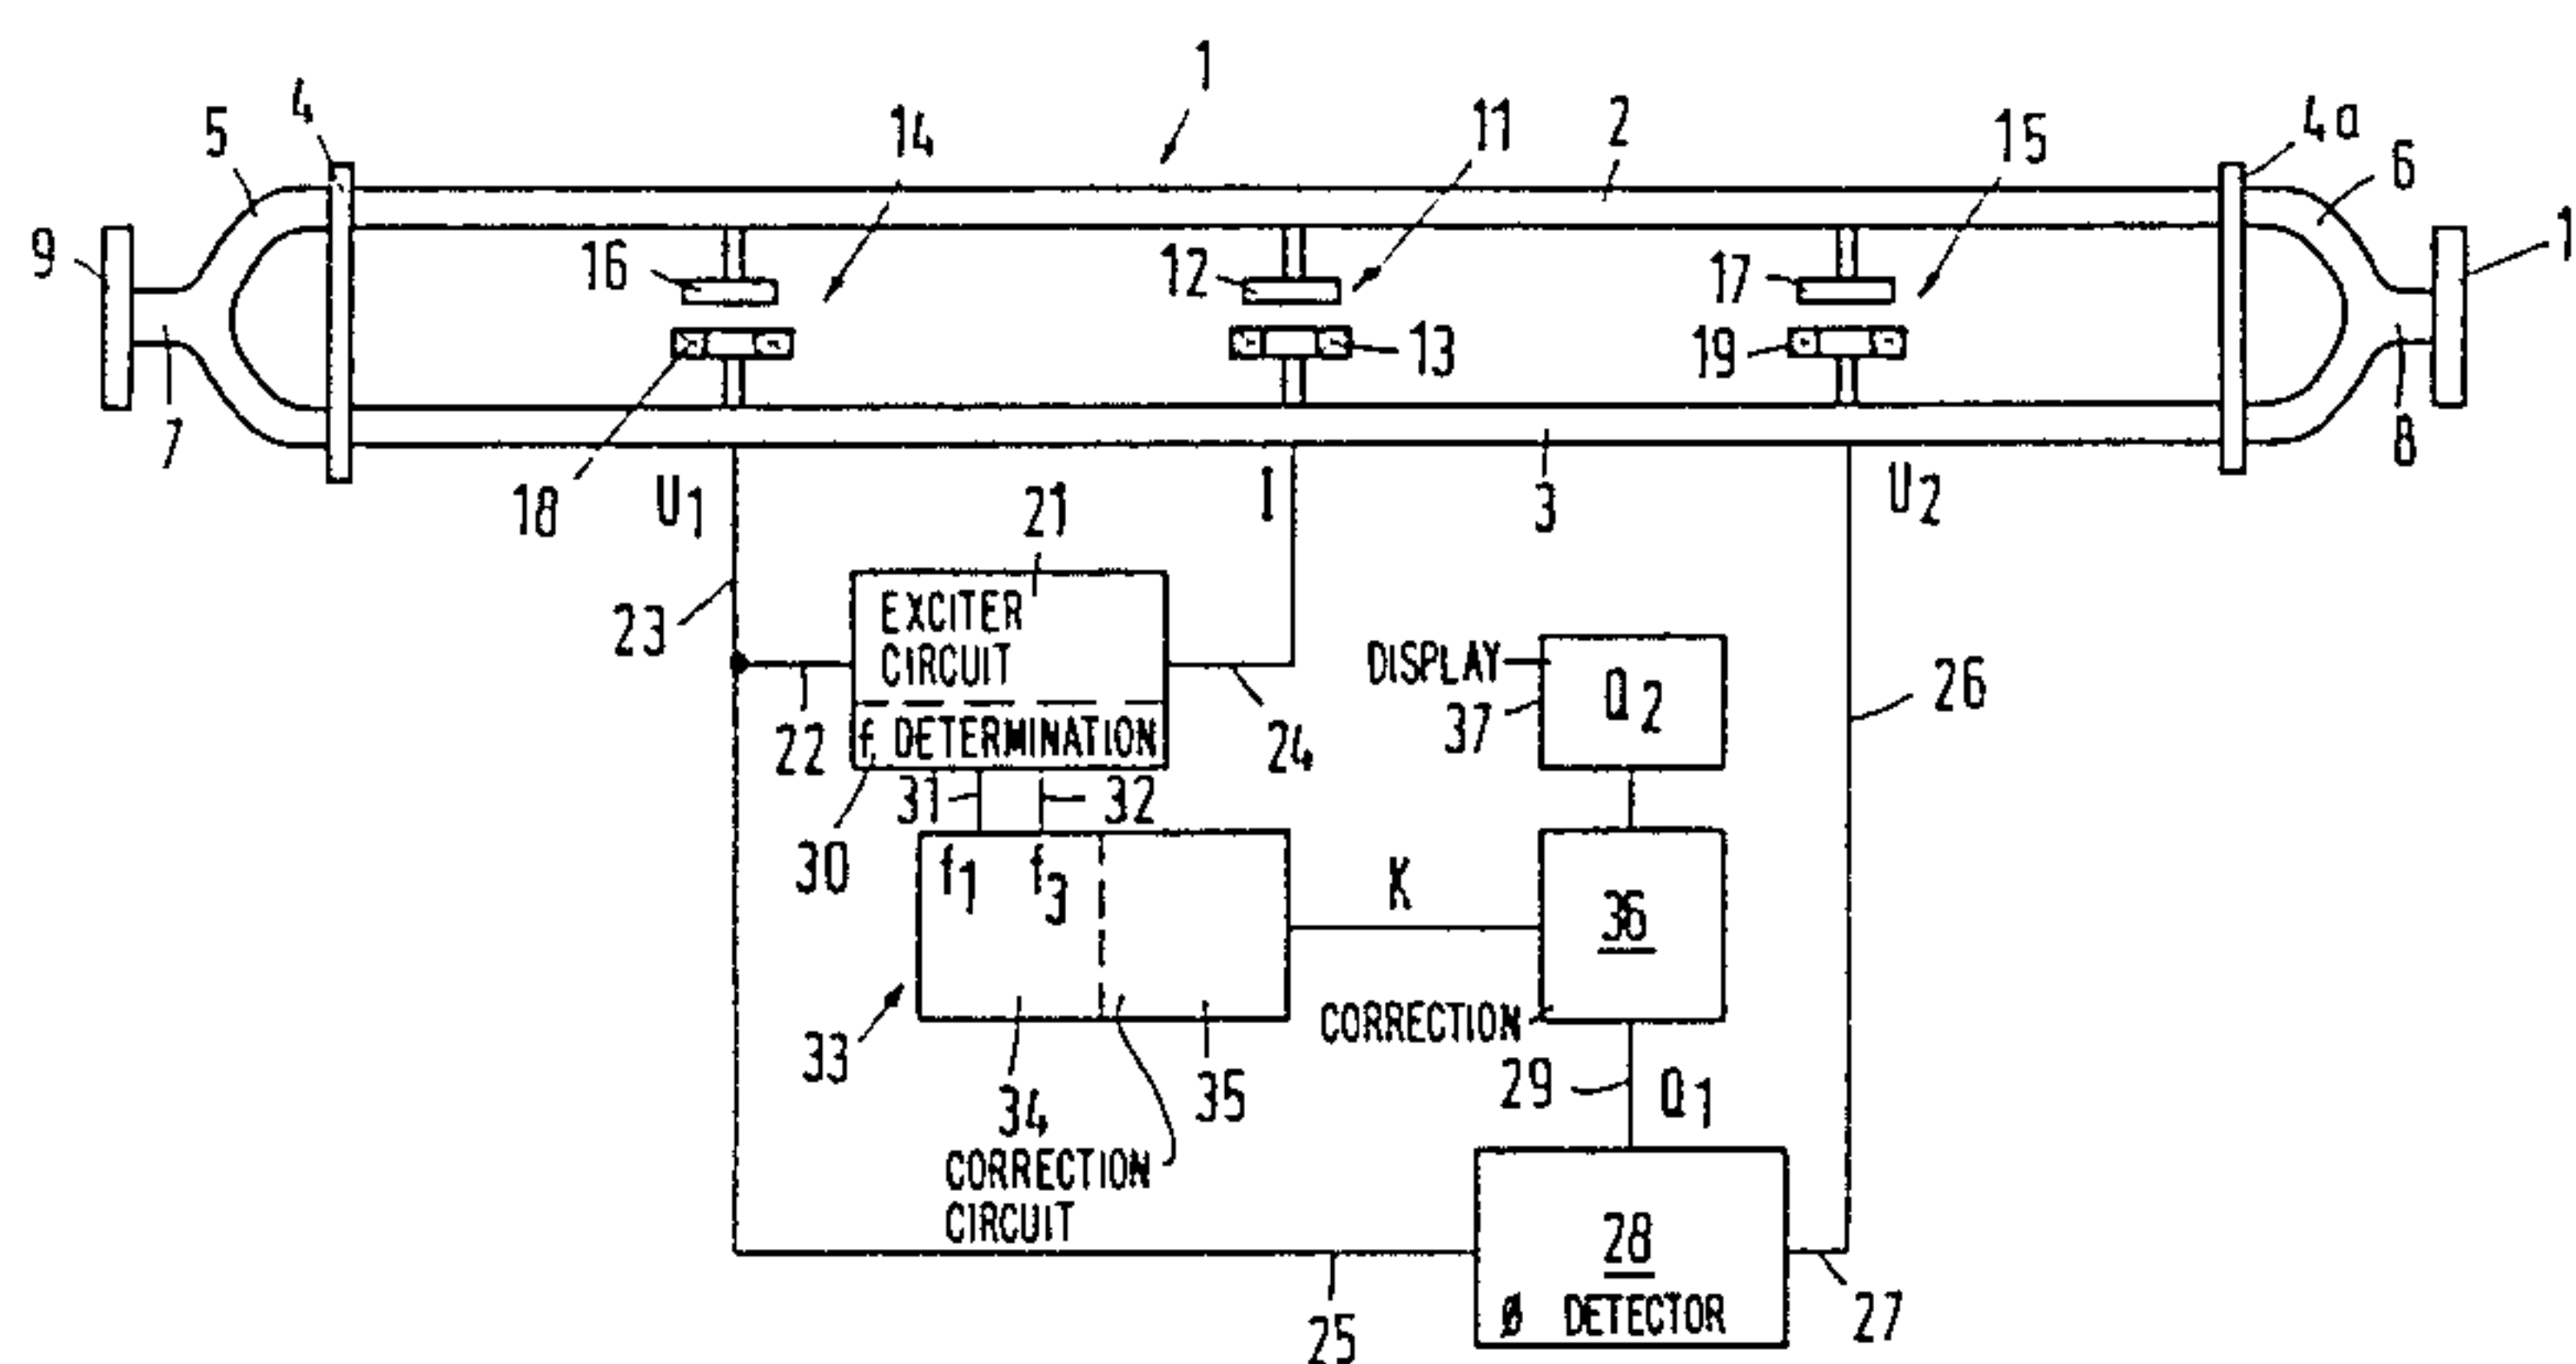 1
4
5
14
11
2
15
4a
6
9
16
12
17
1
18
13
19
7
8
U1
I
3
U2
21
23
EXCITER
CIRCUIT
22
24
f. DETERMINATION
DISPLAY
37
Q2
26
31
32
30
f1
f3
K
36
33
34
35
CORRECTION
CORRECTION
CIRCUIT
29
Q1
28
Ø DETECTOR
25
27